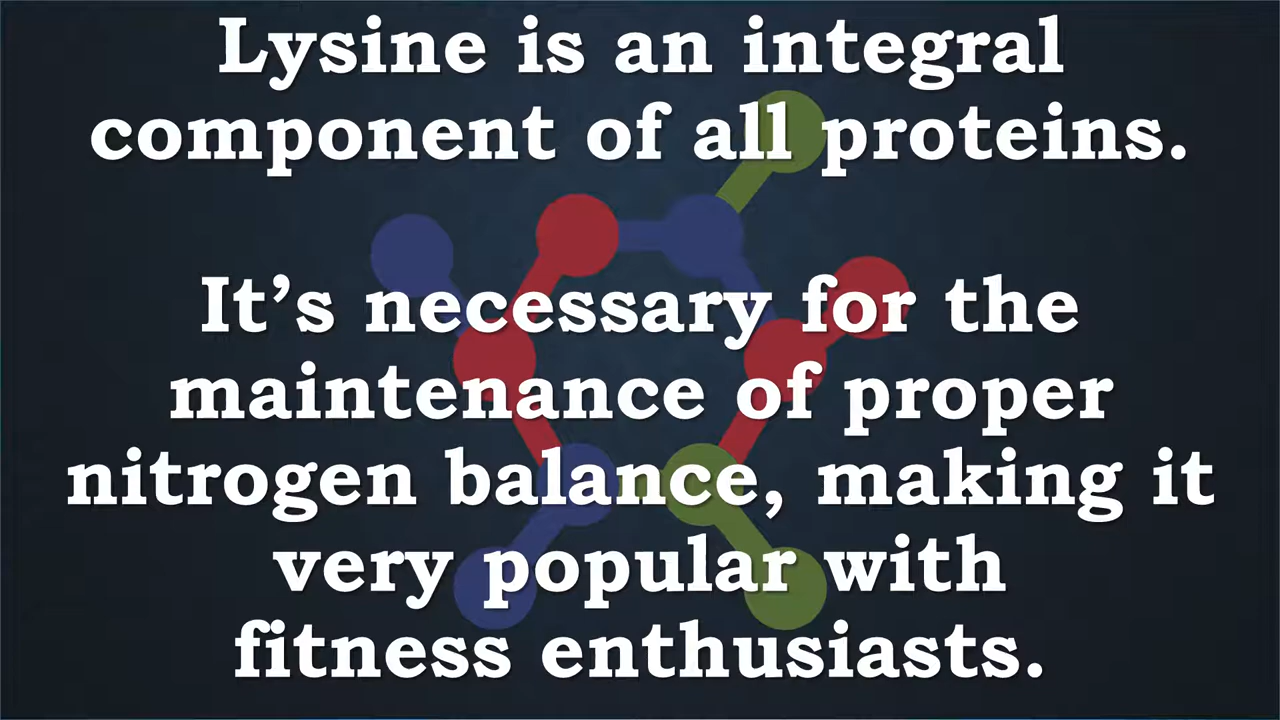 Lysine is an integral
component of all proteins.
It’s necessary for the
maintenance of proper
nitrogen balance, making it
very popular with
fitness enthusiasts.